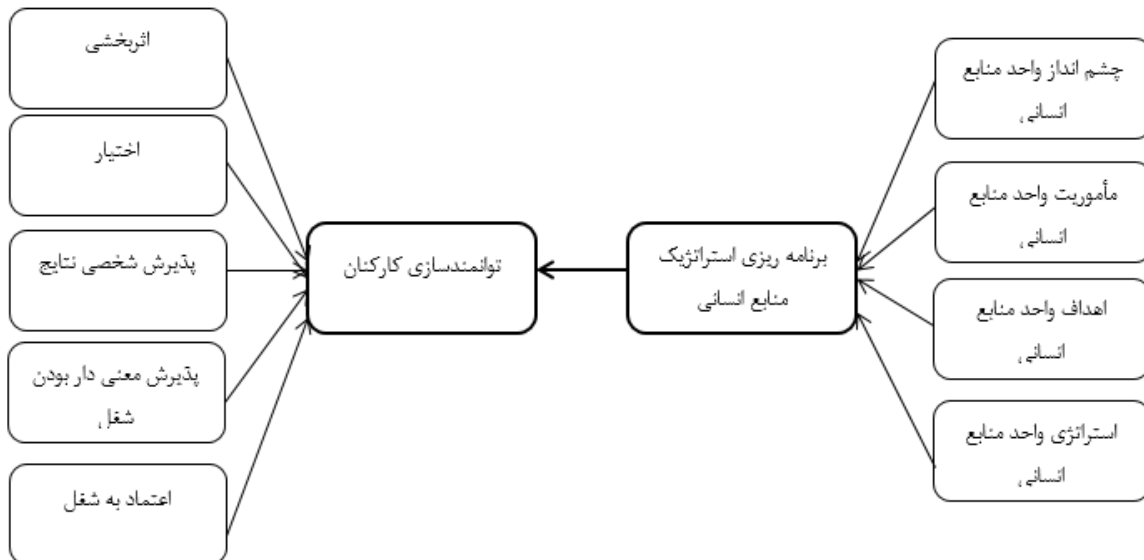 چشم انداز واحد منابع
انسانی
مأموریت واحد منابع
انسانی
اهداف واحد منابع
انسانی
استراتژی واحد منابع
انسانی
برنامه ریزی استراتژیک
منابع انسانی
توانمندسازی کارکنان
اثربخشی
اختیار
پذیرش شخصی نتایج
پذیرش معنی دار بودن
شغل
اعتماد به شغل